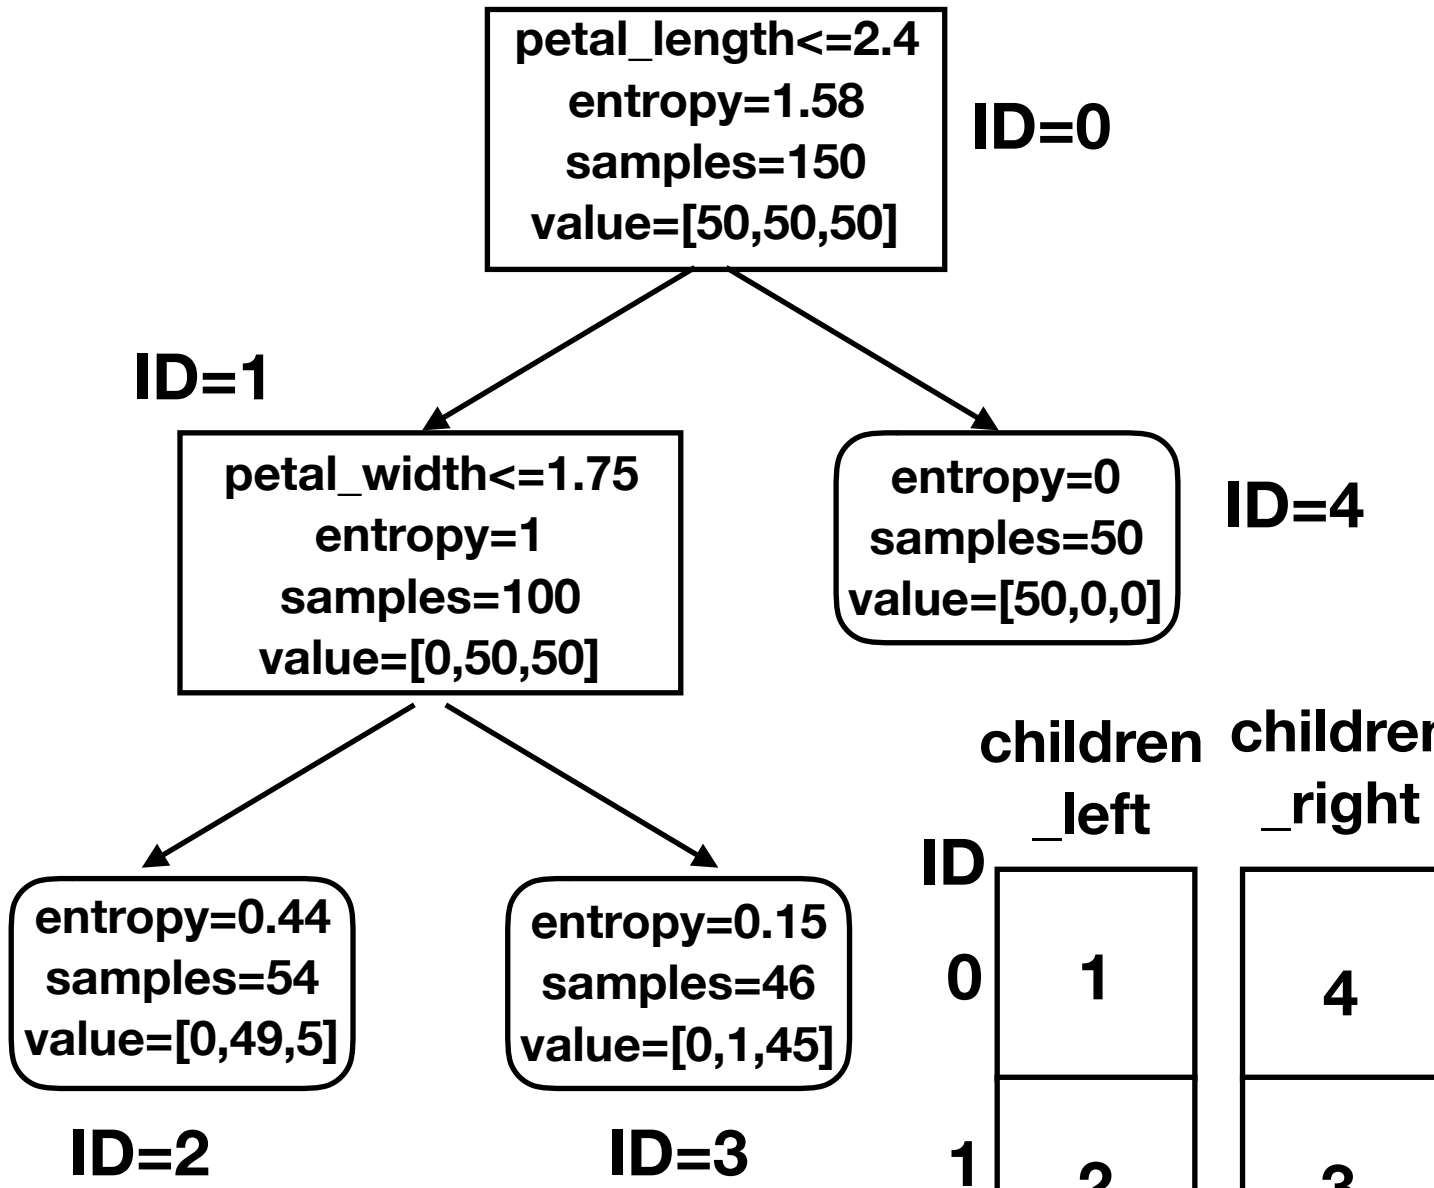 petal_length<=2.4
entropy=1.58
samples=150
value=[50,50,50]
ID=0
ID=1
petal_width<=1.75
entropy=1
samples=100
value=[0,50,50]
entropy=0
samples=50
value=[50,0,0]
ID=4
entropy=0.44
samples=54
value=[0,49,5]
ID=2
entropy=0.15
samples=46
value=[0,1,45]
ID=3
children
_left
children
_right
ID
0
1
4
1
2
3